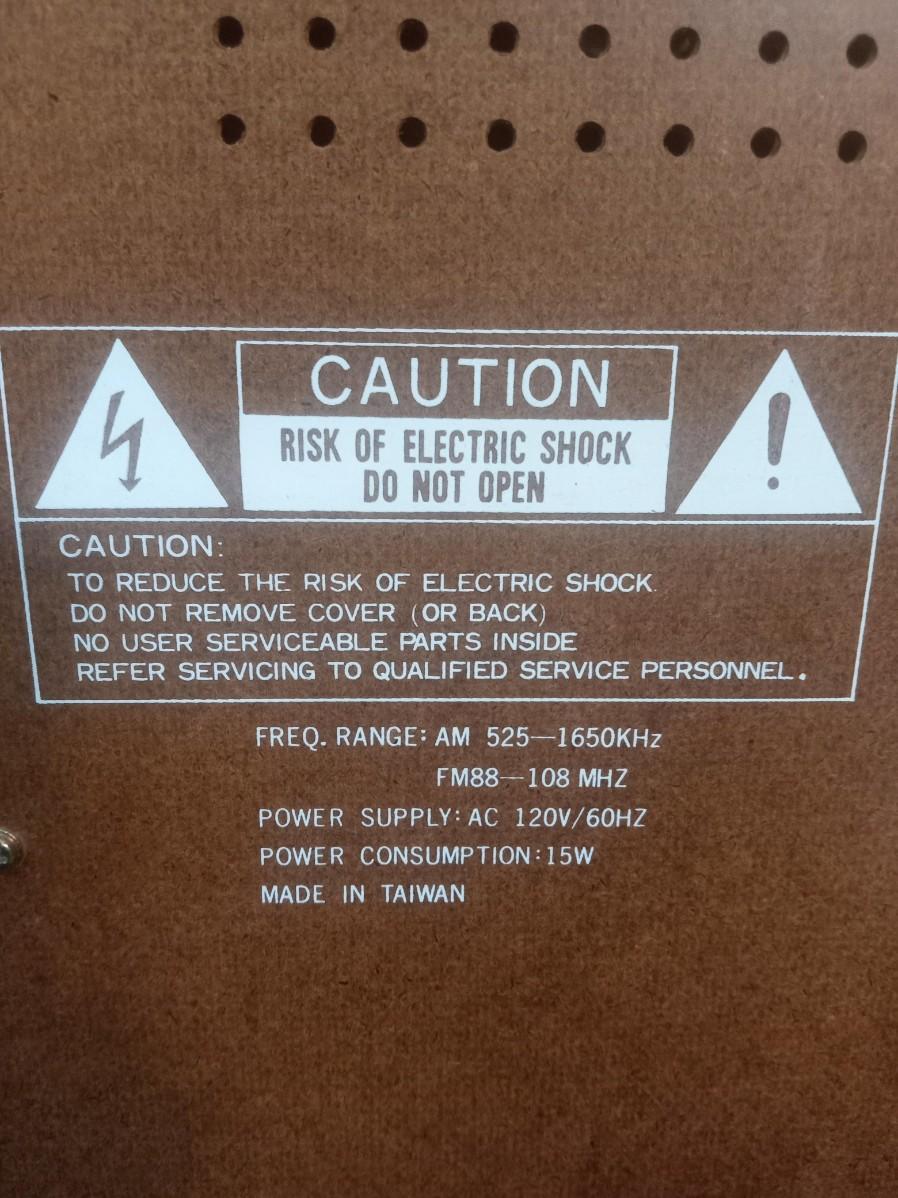 CAUTION
RISK OF ELECTRIC SHOCK
DO NOT OPEN
CAUTION:
TO REDUCE THE RISK OF ELECTRIC SHOCK.
DO NOT REMOVE COVER (OR BACK)
NO USER SERVICEABLE PARTS INSIDE
REFER SERVICING TO QUALIFIED SERVICE PERSONNEL.
FREQ. RANGE: AM 525—1650KHz
FM88—108 MHZ
POWER SUPPLY: AC 120V/60HZ
POWER CONSUMPTION:15W
MADE IN TAIWAN